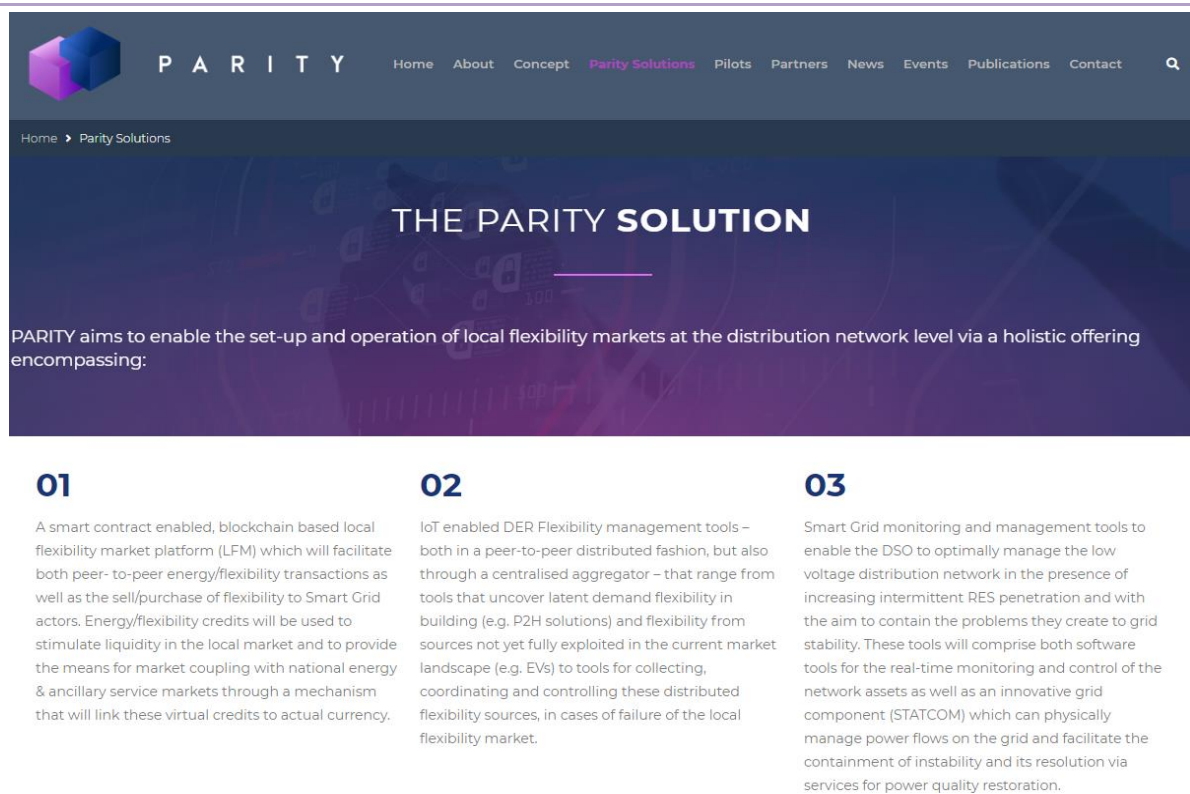 PARITY
Home About Concept Parity Solutions Pilots Partners News Events Publications Contact
Home > Parity Solutions
THE PARITY SOLUTION
PARITY aims to enable the set-up and operation of local flexibility markets at the distribution network level via a holistic offering
encompassing:
01
A smart contract enabled, blockchain based local
flexibility market platform (LFM) which will facilitate
both peer- to-peer energy/flexibility transactions as
well as the sell/purchase of flexibility to Smart Grid
actors. Energy/flexibility credits will be used to
stimulate liquidity in the local market and to provide
the means for market coupling with national energy
& ancillary service markets through a mechanism
that will link these virtual credits to actual currency.
02
IoT enabled DER Flexibility management tools –
both in a peer-to-peer distributed fashion, but also
through a centralised aggregator – that range from
tools that uncover latent demand flexibility in
building (e.g. P2H solutions) and flexibility from
sources not yet fully exploited in the current market
landscape (e.g. EVs) to tools for collecting,
coordinating and controlling these distributed
flexibility sources, in cases of failure of the local
flexibility market.
03
Smart Grid monitoring and management tools to
enable the DSO to optimally manage the low
voltage distribution network in the presence of
increasing intermittent RES penetration and with
the aim to contain the problems they create to grid
stability. These tools will comprise both software
tools for the real-time monitoring and control of the
network assets as well as an innovative grid
component (STATCOM) which can physically
manage power flows on the grid and facilitate the
containment of instability and its resolution via
services for power quality restoration.